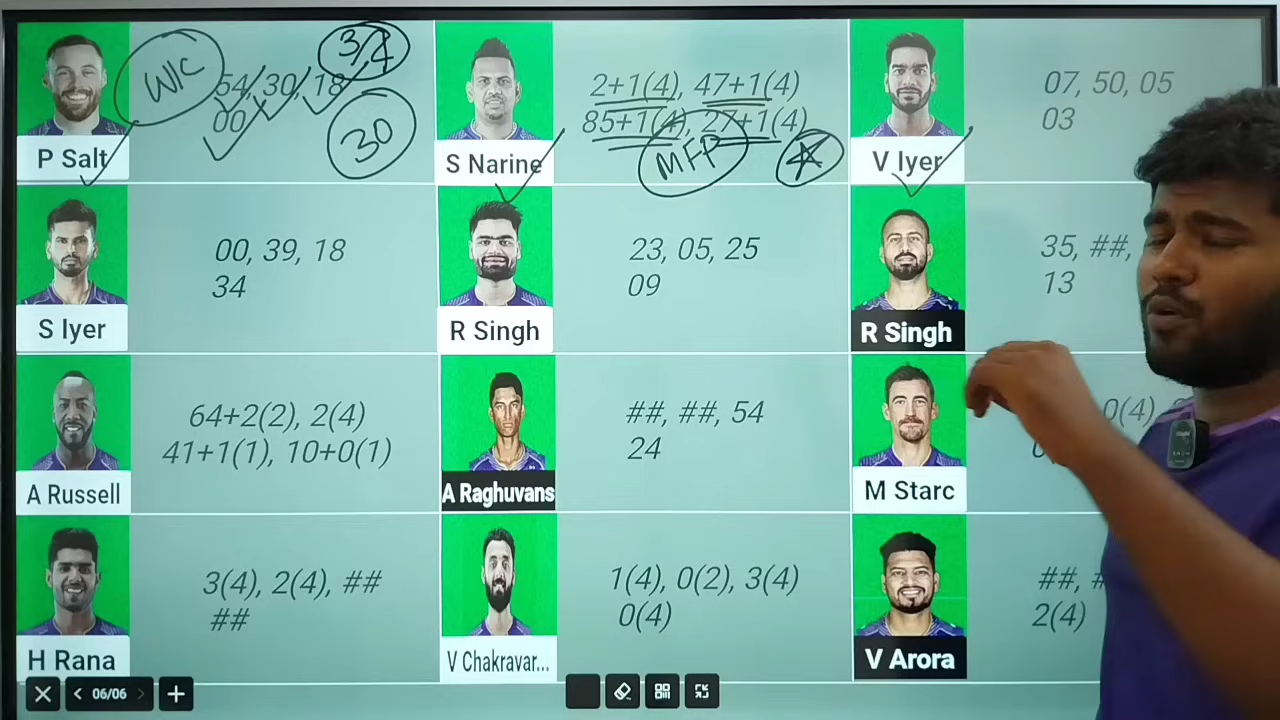 W/C
3/4
54, 30, 18
00
30
P Salt
2+1(4), 47+1(4)
85+1(4), 27+1(4)
MFP
S Narine
07, 50, 05
03
V Iyer
00, 39, 18
34
S Iyer
23, 05, 25
09
R Singh
35, ##,
13
R Singh
64+2(2), 2(4)
41+1(1), 10+0(1)
A Russell
##, ##, 54
24
A Raghuvans
0(4)
M Starc
3(4), 2(4), ##
##
H Rana
1(4), 0(2), 3(4)
0(4)
V Chakravar...
##,
2(4)
V Arora
06/06